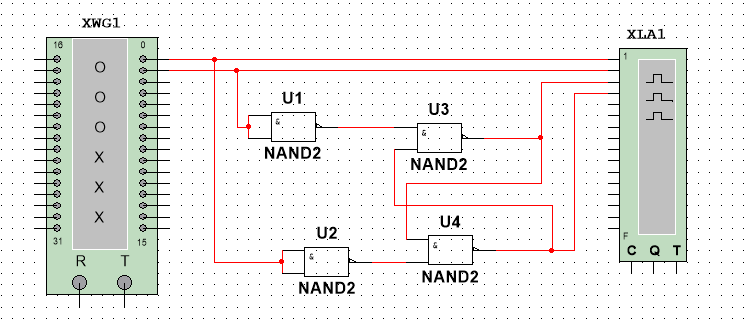 XWG1
XLA1
16 0
O
O
O
X
X
X
31 15
R T
U1
&
NAND2
U3
&
NAND2
U2
&
NAND2
U4
&
NAND2
1
F
C Q T